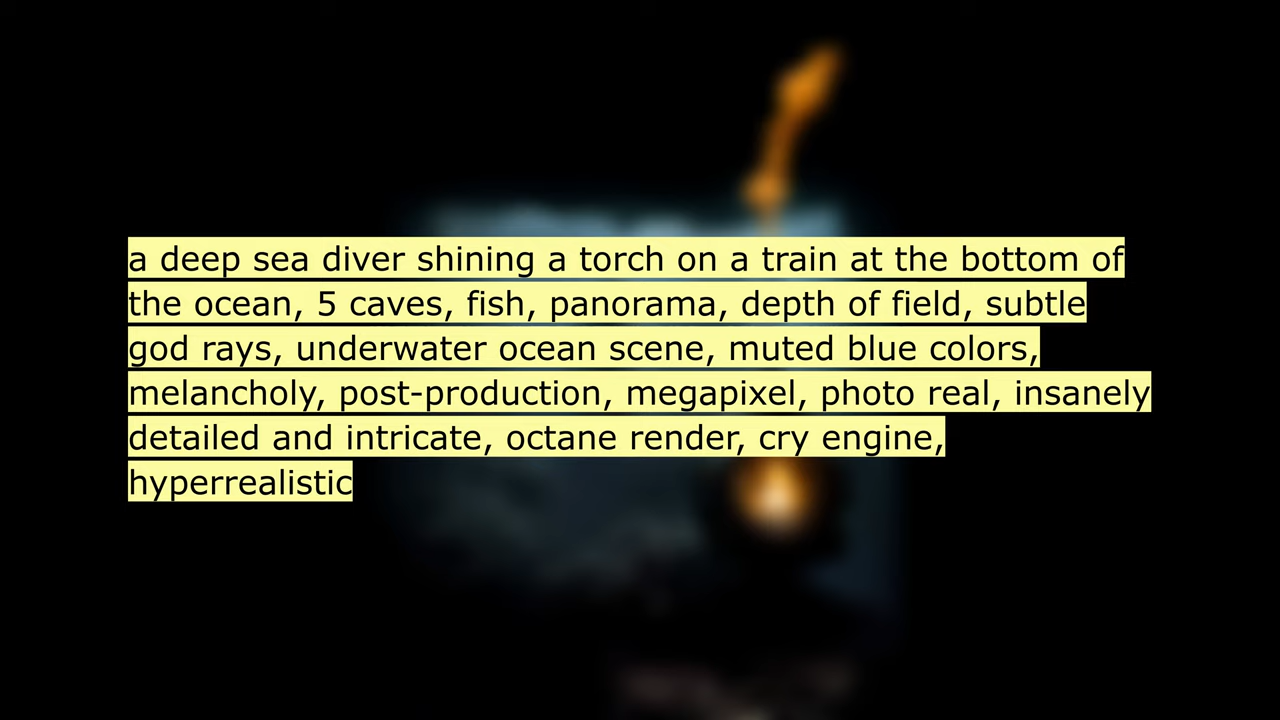 a deep sea diver shining a torch on a train at the bottom of
the ocean, 5 caves, fish, panorama, depth of field, subtle
god rays, underwater ocean scene, muted blue colors,
melancholy, post-production, megapixel, photo real, insanely
detailed and intricate, octane render, cry engine,
hyperrealistic